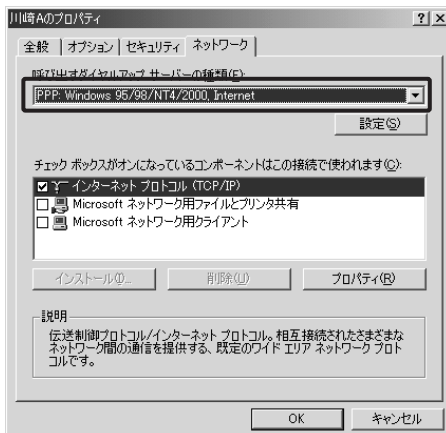 川崎Aのプロパティ
? ×
全般 オプション セキュリティ ネットワーク
呼び出すダイヤルアップ サーバーの種類(E):
PPP: Windows 95/98/NT4/2000, Internet
設定(S)
チェック ボックスがオンになっているコンポーネントはこの接続で使われます(C):
インターネット プロトコル (TCP/IP)
Microsoft ネットワーク用ファイルとプリンタ共有
Microsoft ネットワーク用クライアント
インストール(I)... 削除(U) プロパティ(R)
説明
伝送制御プロトコル/インターネット プロトコル。相互接続されたさまざまな
ネットワーク間の通信を提供する、既定のワイド エリア ネットワーク プロト
コルです。
OK キャンセル